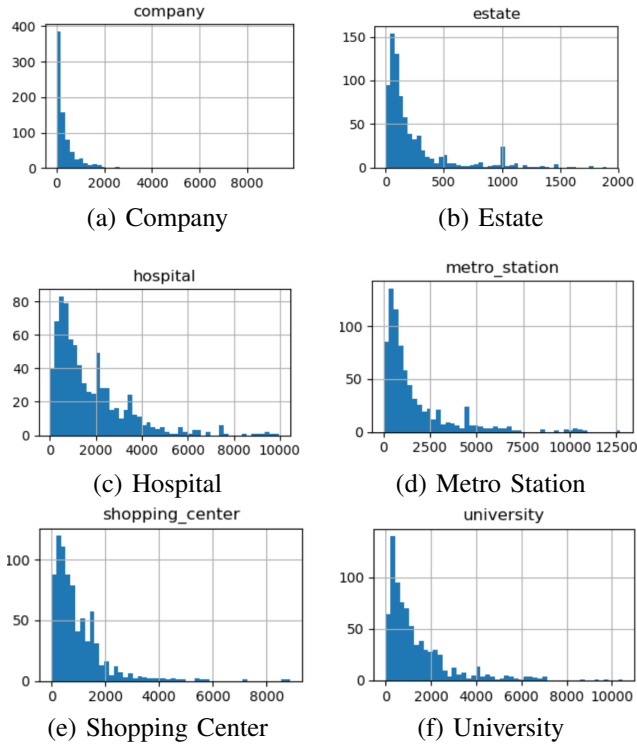 company
400
300
200
100
0
0 2000 4000 6000 8000
(a) Company
estate
150
100
50
0
0 500 1000 1500 2000
(b) Estate
hospital
80
60
40
20
0
0 2000 4000 6000 8000 10000
(c) Hospital
metro_station
100
50
0
0 2500 5000 7500 10000 12500
(d) Metro Station
shopping_center
100
50
0
0 2000 4000 6000 8000
(e) Shopping Center
university
100
50
0
0 2000 4000 6000 8000 10000
(f) University